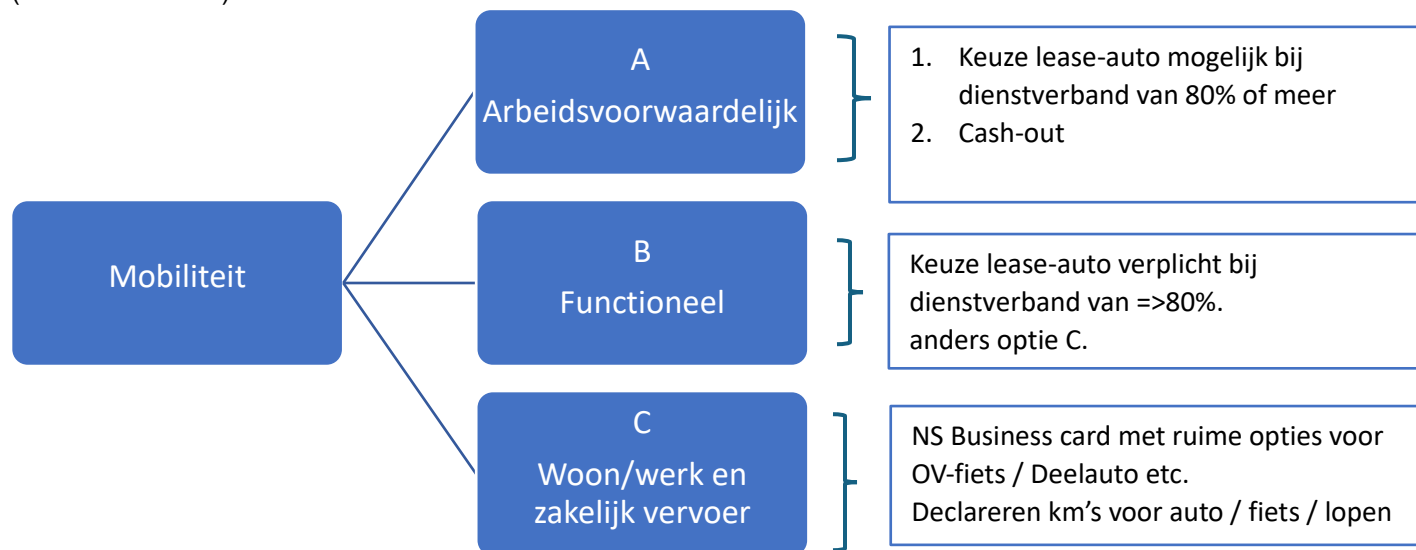 A
Arbeidsvoorwaardelijk
1. Keuze lease-auto mogelijk bij
dienstverband van 80% of meer
2. Cash-out
Mobiliteit
B
Functioneel
Keuze lease-auto verplicht bij
dienstverband van =>80%.
anders optie C.
C
Woon/werk en
zakelijk vervoer
NS Business card met ruime opties voor
OV-fiets / Deelauto etc.
Declareren km’s voor auto / fiets / lopen